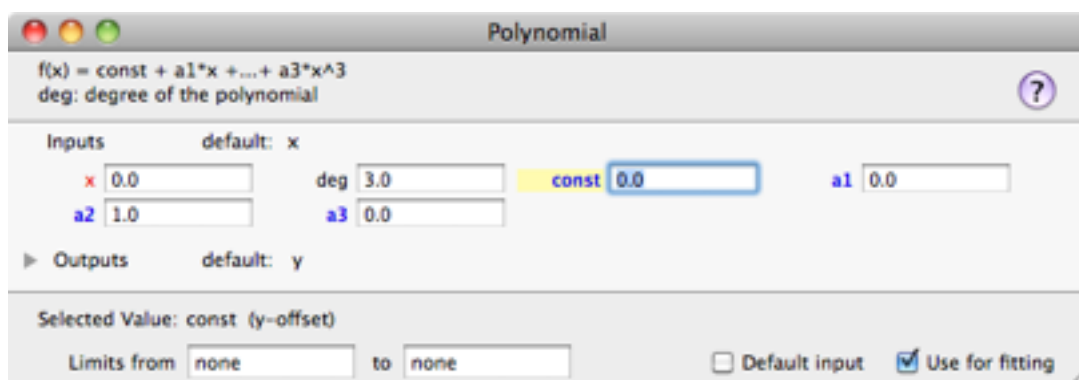 Polynomial
f(x) = const + a1*x +...+ a3*x^3
deg: degree of the polynomial
?
Inputs default: x
x 0.0 deg 3.0 const 0.0 a1 0.0
a2 1.0 a3 0.0
Outputs default: y
Selected Value: const (y-offset)
Limits from none to none Default input Use for fitting